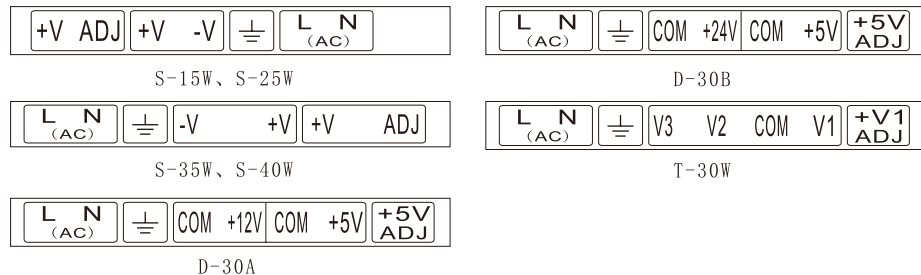 +V ADJ +V -V ⏚ L N (AC)
S-15W、S-25W
L N (AC) ⏚ -V +V +V ADJ
S-35W、S-40W
L N (AC) ⏚ COM +12V COM +5V +5V ADJ
D-30A
L N (AC) ⏚ COM +24V COM +5V +5V ADJ
D-30B
L N (AC) ⏚ V3 V2 COM V1 +V1 ADJ
T-30W